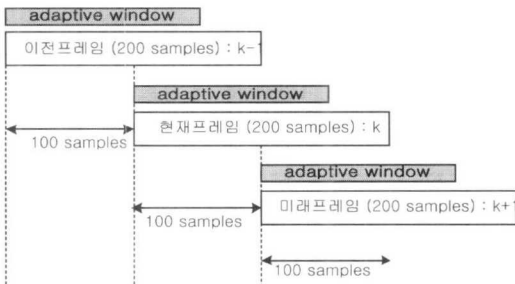 adaptive window
이전프레임 (200 samples) : k-1
adaptive window
현재프레임 (200 samples) : k
100 samples
adaptive window
미래프레임 (200 samples) : k+1
100 samples
100 samples